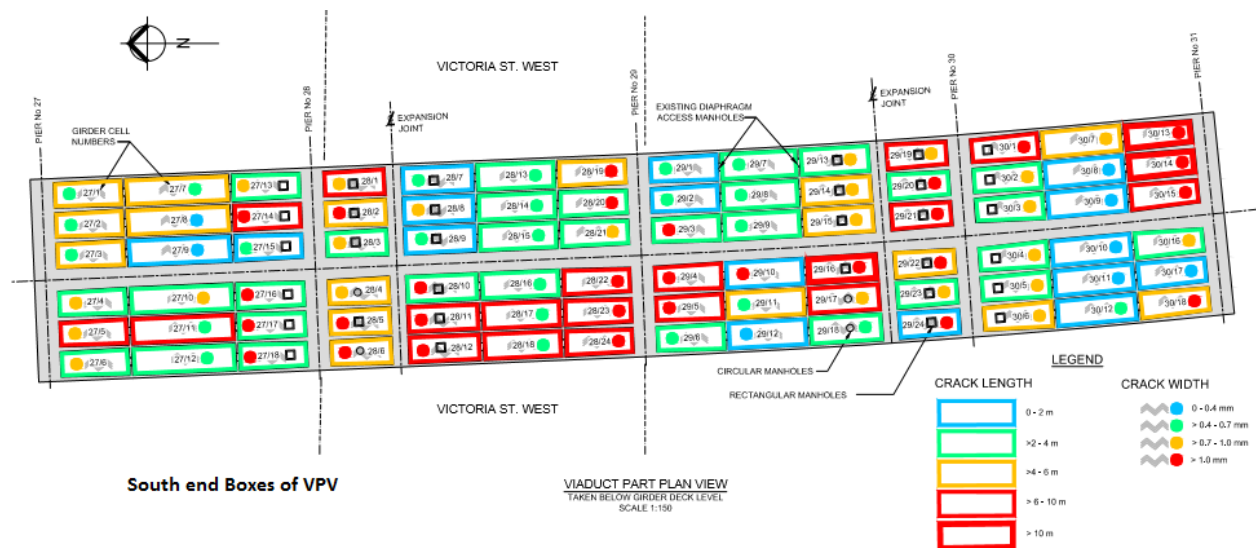 N
VICTORIA ST. WEST
PIER No 27
PIER No 28
PIER No 29
PIER No 30
PIER No 31
GIRDER CELL
NUMBERS
EXPANSION
JOINT
EXISTING DIAPHRAGM
ACCESS MANHOLES
EXPANSION
JOINT
27/1 27/7 27/13 28/1 28/7 28/13 28/19 29/1 29/7 29/13 29/19 30/1 30/7 30/13
27/2 27/8 27/14 28/2 28/8 28/14 28/20 29/2 29/8 29/14 29/20 30/2 30/8 30/14
27/3 27/9 27/15 28/3 28/9 28/15 28/21 29/3 29/9 29/15 29/21 30/3 30/9 30/15
27/4 27/10 27/16 28/4 28/10 28/16 28/22 29/4 29/10 29/16 29/22 30/4 30/10 30/16
27/5 27/11 27/17 28/5 28/11 28/17 28/23 29/5 29/11 29/17 29/23 30/5 30/11 30/17
27/6 27/12 27/18 28/6 28/12 28/18 28/24 29/6 29/12 29/18 29/24 30/6 30/12 30/18
CIRCULAR MANHOLES
RECTANGULAR MANHOLES
VICTORIA ST. WEST
South end Boxes of VPV
VIADUCT PART PLAN VIEW
TAKEN BELOW GIRDER DECK LEVEL
SCALE 1:150
LEGEND
CRACK LENGTH
0 - 2 m
>2 - 4 m
>4 - 6 m
> 6 - 10 m
> 10 m
CRACK WIDTH
0 - 0.4 mm
> 0.4 - 0.7 mm
> 0.7 - 1.0 mm
> 1.0 mm